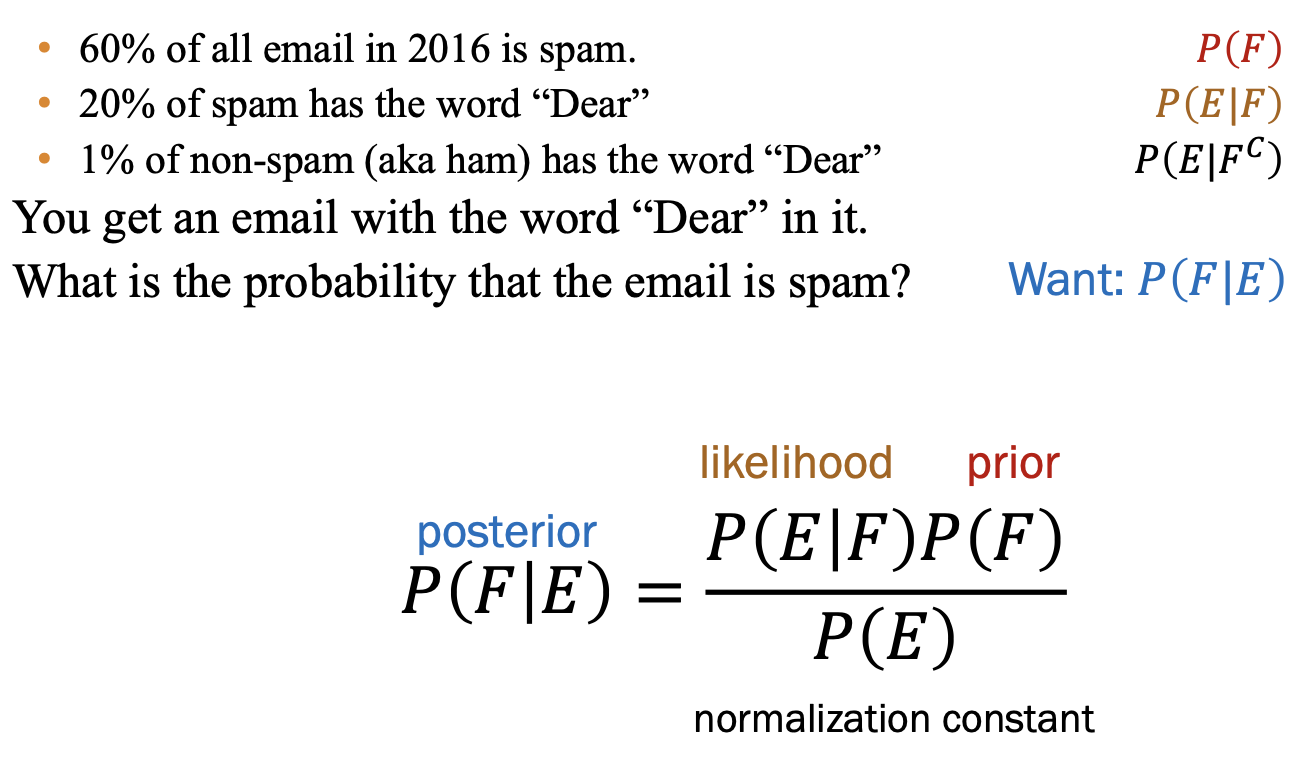 • 60% of all email in 2016 is spam. P(F)
• 20% of spam has the word “Dear” P(E|F)
• 1% of non-spam (aka ham) has the word “Dear” P(E|Fᶜ)
You get an email with the word “Dear” in it.
What is the probability that the email is spam? Want: P(F|E)
likelihood prior
posterior P(E|F)P(F)
P(F|E) =
P(E)
normalization constant